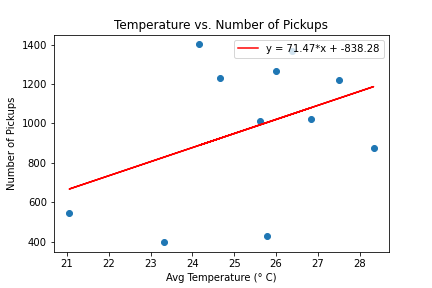 Temperature vs. Number of Pickups
y = 71.47*x + -838.28
1400
1200
1000
800
600
400
Number of Pickups
21 22 23 24 25 26 27 28
Avg Temperature (° C)